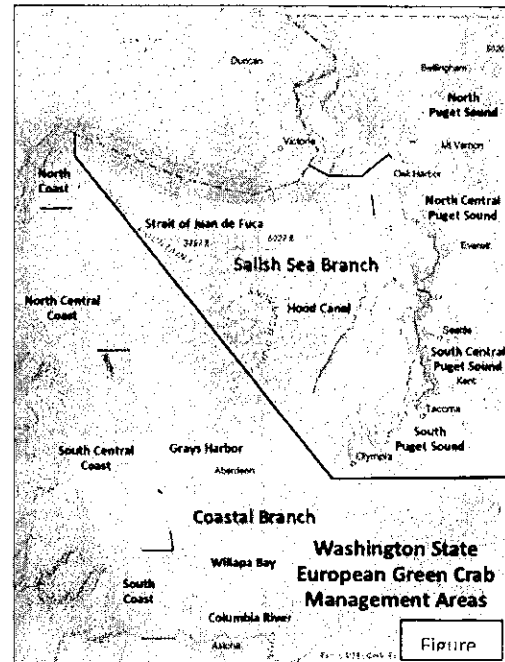 Duncan
Bellingham
North
Puget Sound
Victoria
Mt Vernon
Oak Harbor
North
Coast
North Central
Puget Sound
Strait of Juan de Fuca
Everett
Salish Sea Branch
Hood Canal
North Central
Coast
Seattle
South Central
Puget Sound
Kent
Tacoma
South
Puget Sound
South Central
Coast
Grays Harbor
Aberdeen
Olympia
Coastal Branch
Willapa Bay
Washington State
European Green Crab
Management Areas
South
Coast
Columbia River
Astoria
Figure